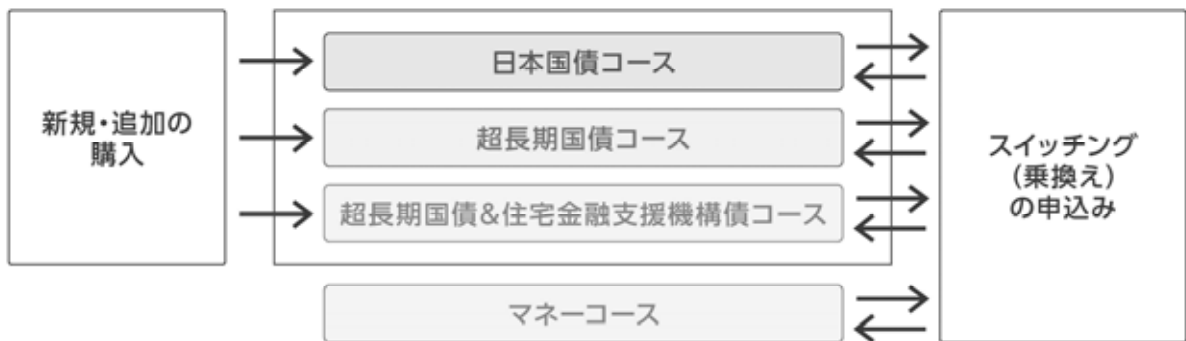 新規・追加の
購入
日本国債コース
超長期国債コース
超長期国債&住宅金融支援機構債コース
マネーコース
スイッチング
(乗換え)
の申込み